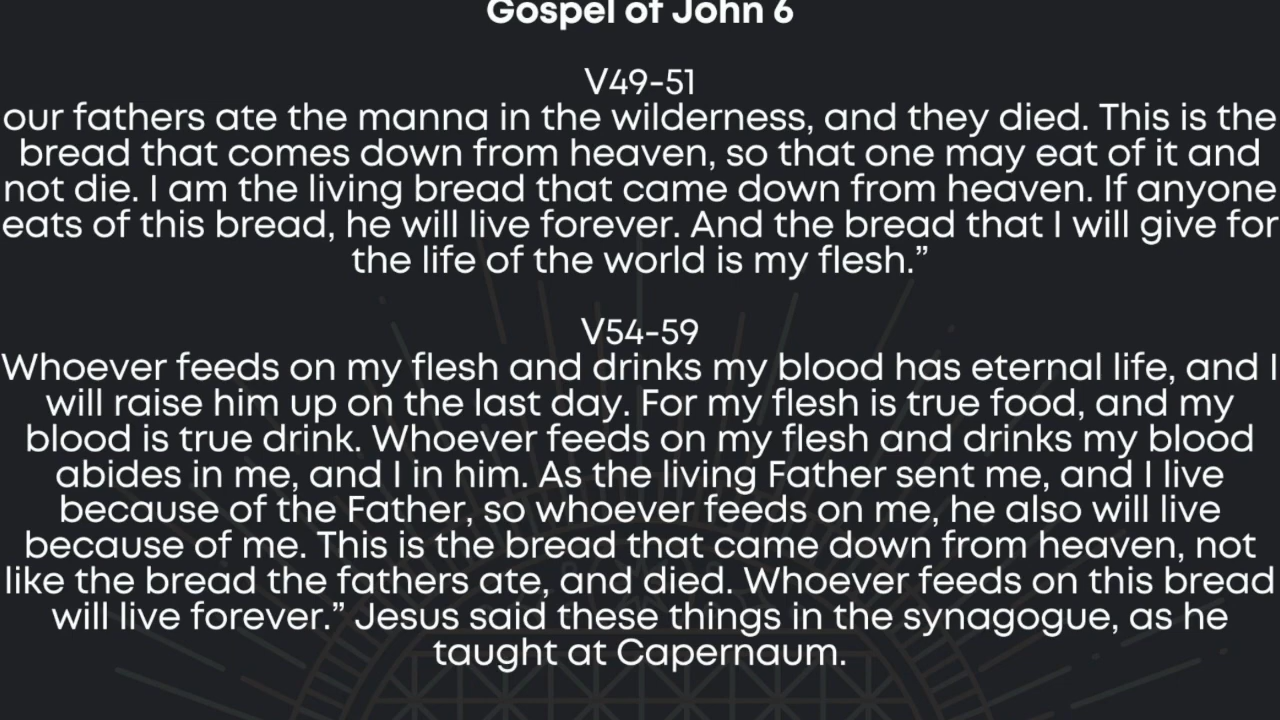 Gospel of John 6
V49-51
our fathers ate the manna in the wilderness, and they died. This is the
bread that comes down from heaven, so that one may eat of it and
not die. I am the living bread that came down from heaven. If anyone
eats of this bread, he will live forever. And the bread that I will give for
the life of the world is my flesh.”
V54-59
Whoever feeds on my flesh and drinks my blood has eternal life, and I
will raise him up on the last day. For my flesh is true food, and my
blood is true drink. Whoever feeds on my flesh and drinks my blood
abides in me, and I in him. As the living Father sent me, and I live
because of the Father, so whoever feeds on me, he also will live
because of me. This is the bread that came down from heaven, not
like the bread the fathers ate, and died. Whoever feeds on this bread
will live forever.” Jesus said these things in the synagogue, as he
taught at Capernaum.